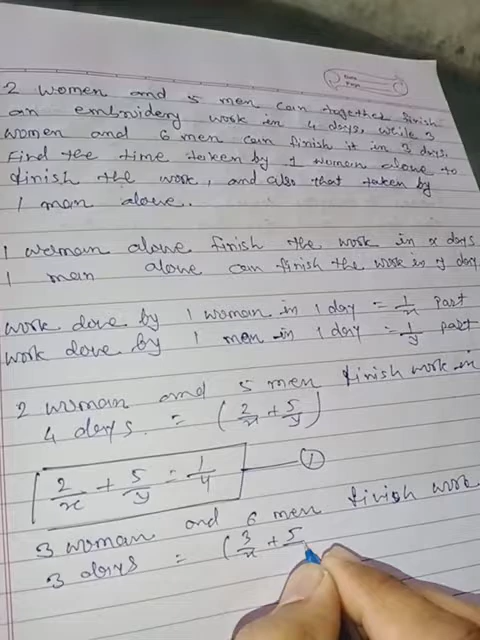 2 women and 5 men can together finish
an embroidery work in 4 days, while 3
women and 6 men can finish it in 3 days.
Find the time taken by 1 women alone to
finish the work, and also that taken by
1 man alone.
1 woman alone finish the work in x days
1 man alone can finish the work in y day
work done by 1 woman in 1 day = 1/x part
work done by 1 men in 1 day = 1/y part
2 woman and 5 men finish work in
4 days. = (2/x + 5/y)
2/x + 5/y = 1/4 — ①
3 woman and 6 men finish work
3 days = (3/x + 5